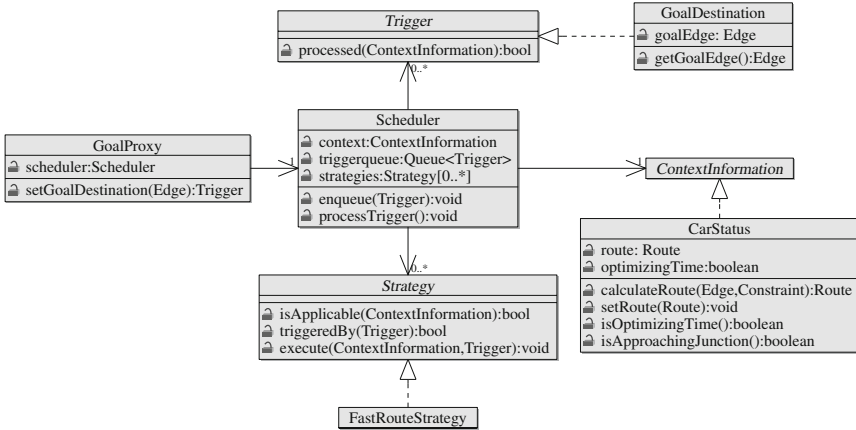 Trigger
processed(ContextInformation):bool
0..*
GoalDestination
goalEdge: Edge
getGoalEdge():Edge
GoalProxy
scheduler:Scheduler
setGoalDestination(Edge):Trigger
1
Scheduler
context:ContextInformation
triggerqueue:Queue<Trigger>
strategies:Strategy[0..*]
enqueue(Trigger):void
processTrigger():void
1
ContextInformation
CarStatus
route: Route
optimizingTime:boolean
calculateRoute(Edge,Constraint):Route
setRoute(Route):void
isOptimizingTime():boolean
isApproachingJunction():boolean
0..*
Strategy
isApplicable(ContextInformation):bool
triggeredBy(Trigger):bool
execute(ContextInformation,Trigger):void
FastRouteStrategy